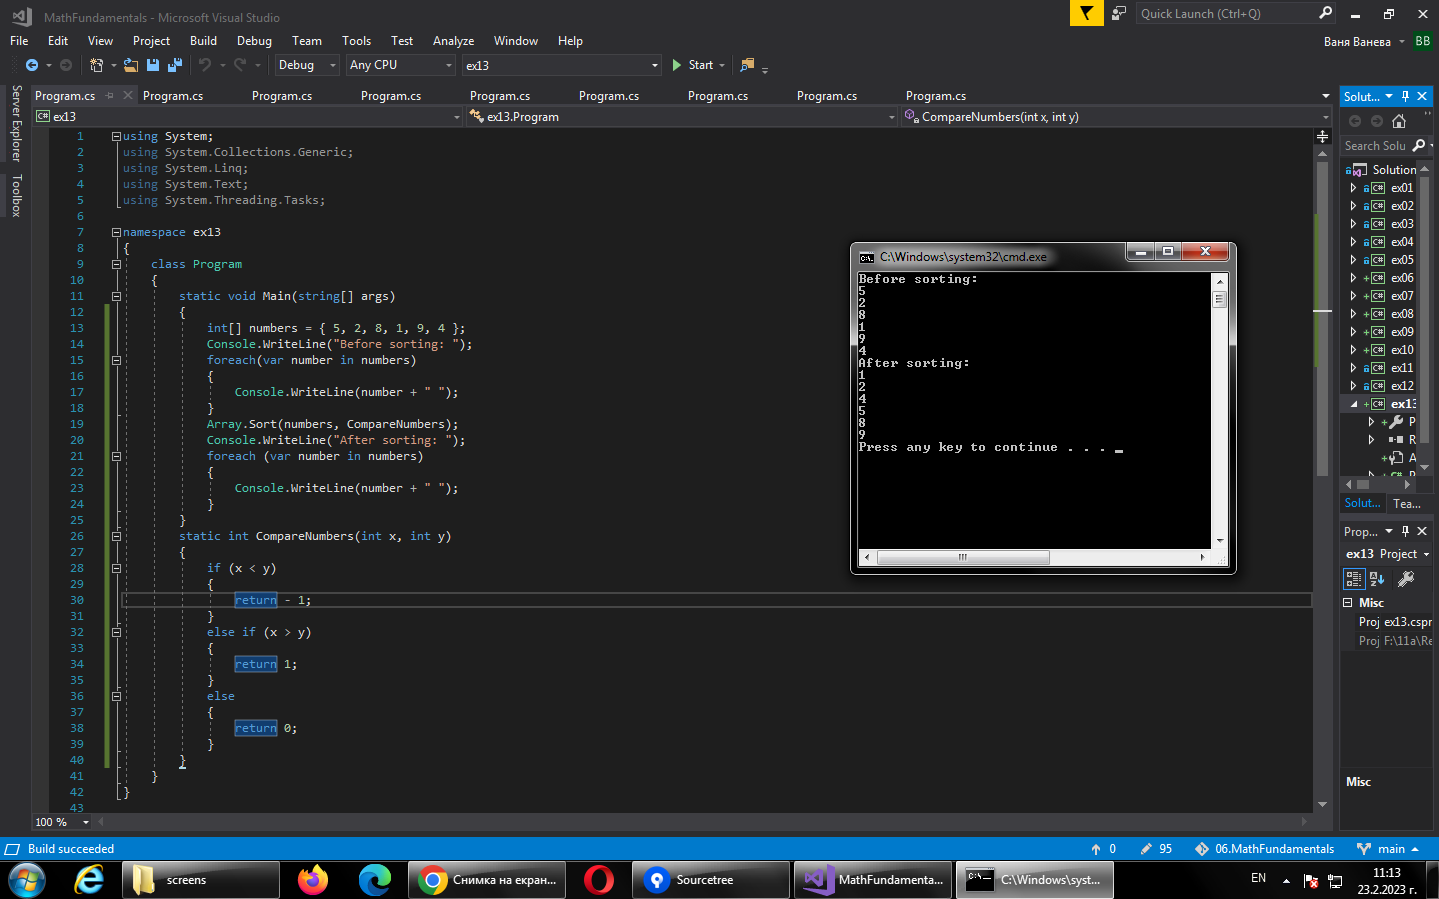 MathFundamentals - Microsoft Visual Studio
Quick Launch (Ctrl+Q)
File Edit View Project Build Debug Team Tools Test Analyze Window Help
Ваня Ванева BB
Debug Any CPU ex13 Start
Server Explorer
Toolbox
Program.cs Program.cs Program.cs Program.cs Program.cs Program.cs Program.cs Program.cs Program.cs
ex13 ex13.Program CompareNumbers(int x, int y)
1 using System;
2 using System.Collections.Generic;
3 using System.Linq;
4 using System.Text;
5 using System.Threading.Tasks;
6
7 namespace ex13
8 {
9 class Program
10 {
11 static void Main(string[] args)
12 {
13 int[] numbers = { 5, 2, 8, 1, 9, 4 };
14 Console.WriteLine("Before sorting: ");
15 foreach(var number in numbers)
16 {
17 Console.WriteLine(number + " ");
18 }
19 Array.Sort(numbers, CompareNumbers);
20 Console.WriteLine("After sorting: ");
21 foreach (var number in numbers)
22 {
23 Console.WriteLine(number + " ");
24 }
25 }
26 static int CompareNumbers(int x, int y)
27 {
28 if (x < y)
29 {
30 return - 1;
31 }
32 else if (x > y)
33 {
34 return 1;
35 }
36 else
37 {
38 return 0;
39 }
40 }
41 }
42 }
43
100 %
C:\Windows\system32\cmd.exe
Before sorting:
5
2
8
1
9
4
After sorting:
1
2
4
5
8
9
Press any key to continue . . .
Solut...
Search Solu
Solution
C# ex01
C# ex02
C# ex03
C# ex04
C# ex05
C# ex06
C# ex07
C# ex08
C# ex09
C# ex10
C# ex11
C# ex12
C# ex13
P
R
A
Solut... Tea...
Prop...
ex13 Project
Misc
Proj ex13.cspr
Proj F:\11a\Re
Misc
Build succeeded
0 95 06.MathFundamentals main
screens
Снимка на екран...
Sourcetree
MathFundamenta...
C:\Windows\syst...
EN
11:13
23.2.2023 г.